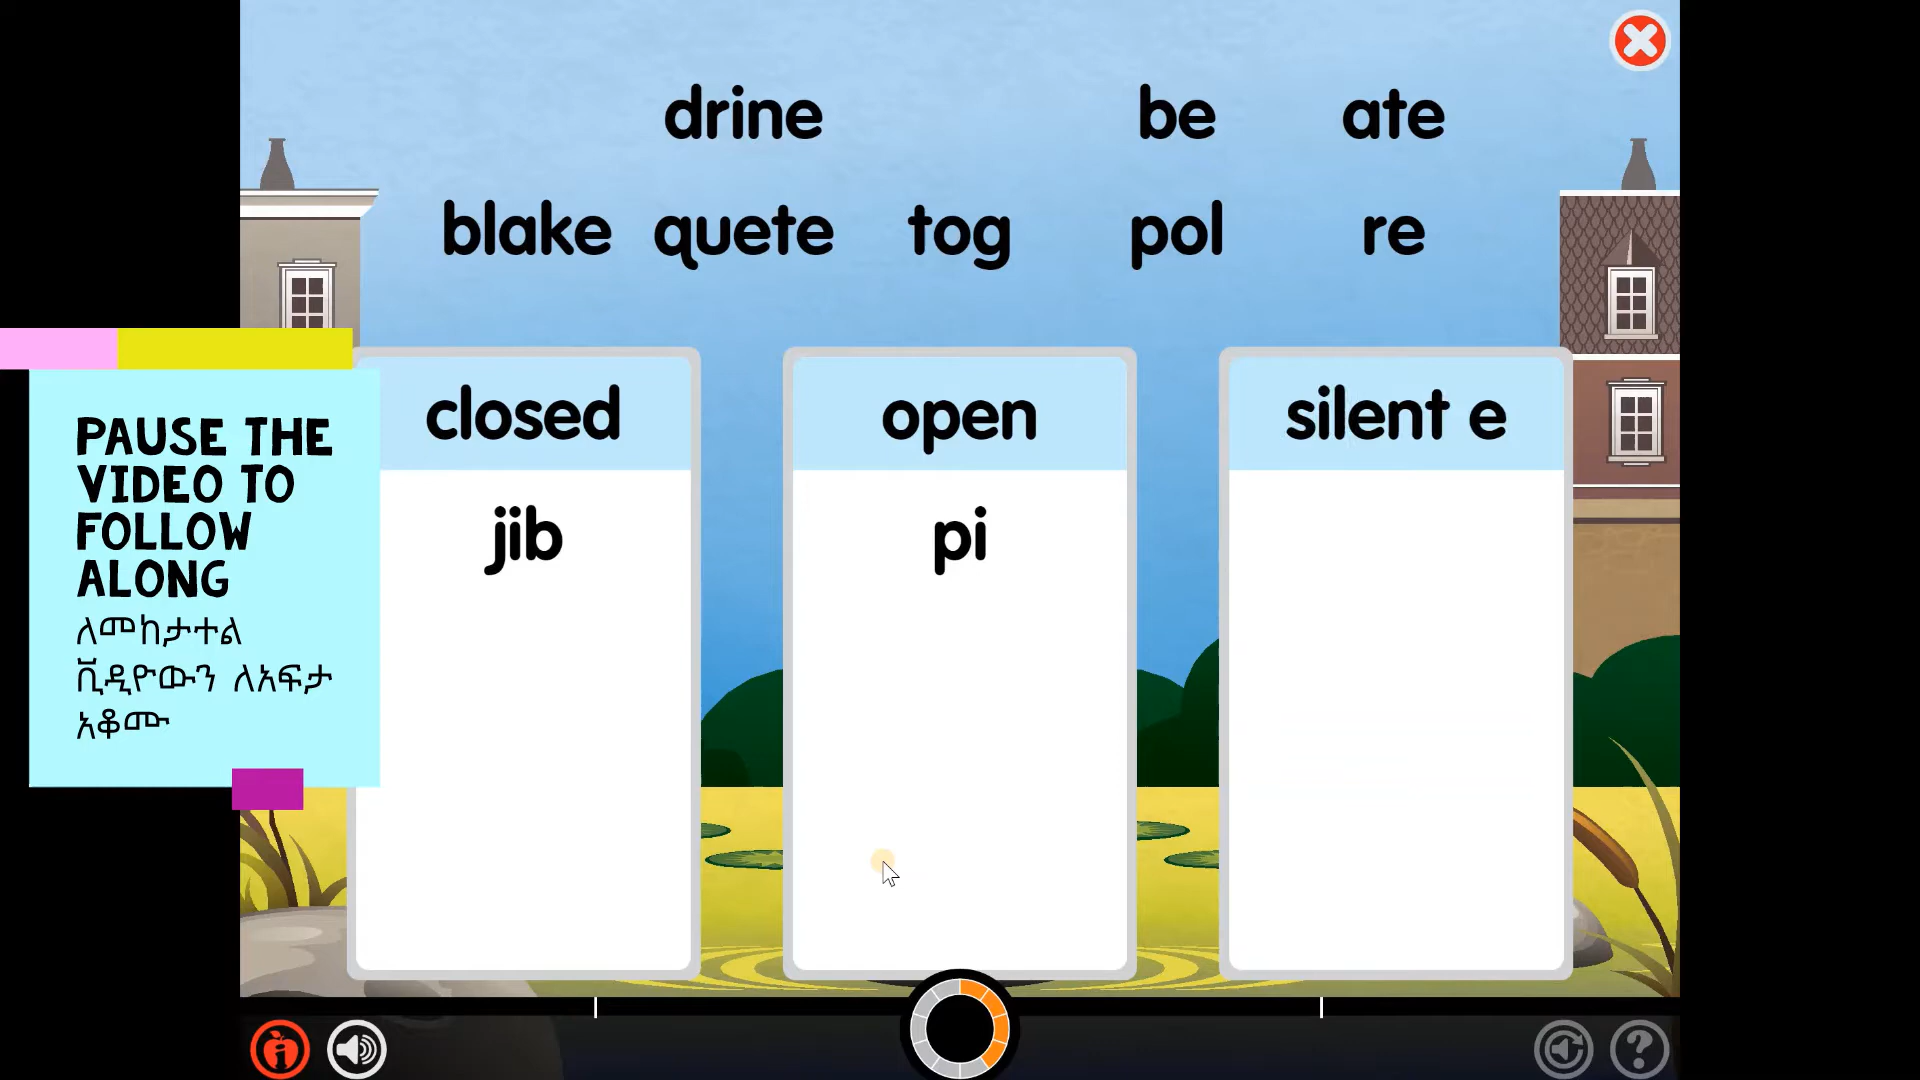 drine be ate
blake quete tog pol re
closed open silent e
jib pi
PAUSE THE
VIDEO TO
FOLLOW
ALONG
ለመከታተል
ቪዲዮውን ለአፍታ
አቆሙ